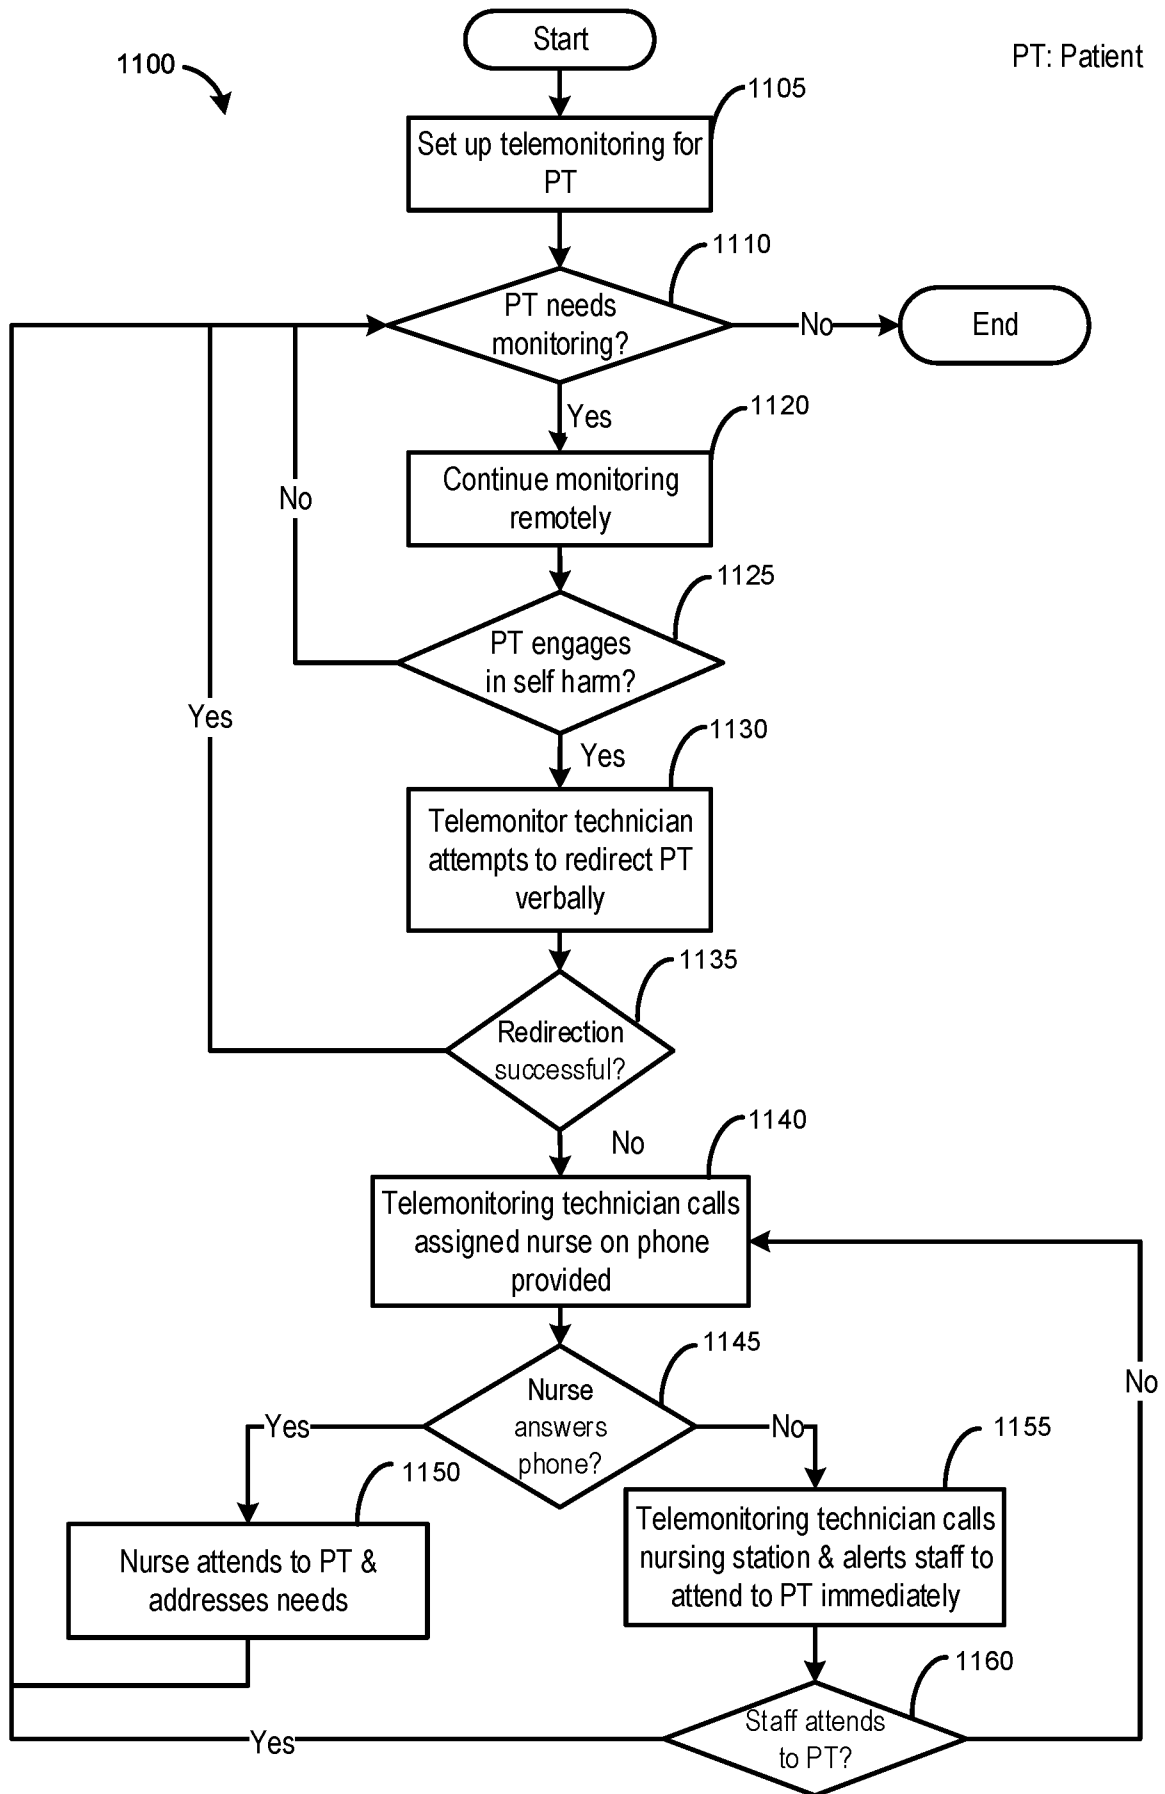 Start
PT: Patient
1100
1105
Set up telemonitoring for
PT
1110
PT needs
monitoring?
No
End
Yes
1120
Continue monitoring
remotely
No
1125
PT engages
in self harm?
Yes
Yes
1130
Telemonitor technician
attempts to redirect PT
verbally
1135
Redirection
successful?
No
1140
Telemonitoring technician calls
assigned nurse on phone
provided
1145
Nurse
answers
phone?
Yes
No
No
1150
Nurse attends to PT &
addresses needs
1155
Telemonitoring technician calls
nursing station & alerts staff to
attend to PT immediately
1160
Staff attends
to PT?
Yes